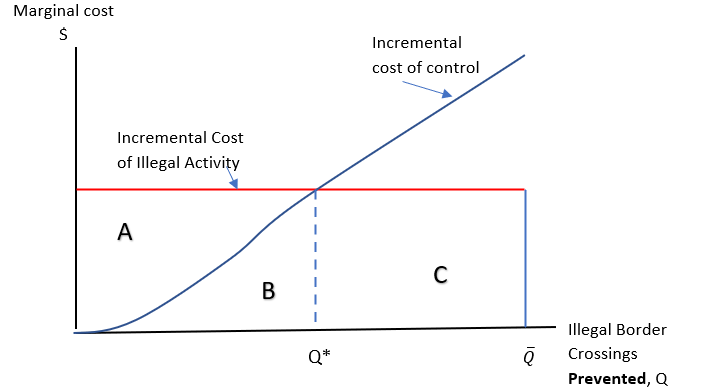 Marginal cost
$
Incremental
cost of control
Incremental Cost
of Illegal Activity
A
B
C
Q*
Q̅
Illegal Border
Crossings
Prevented, Q